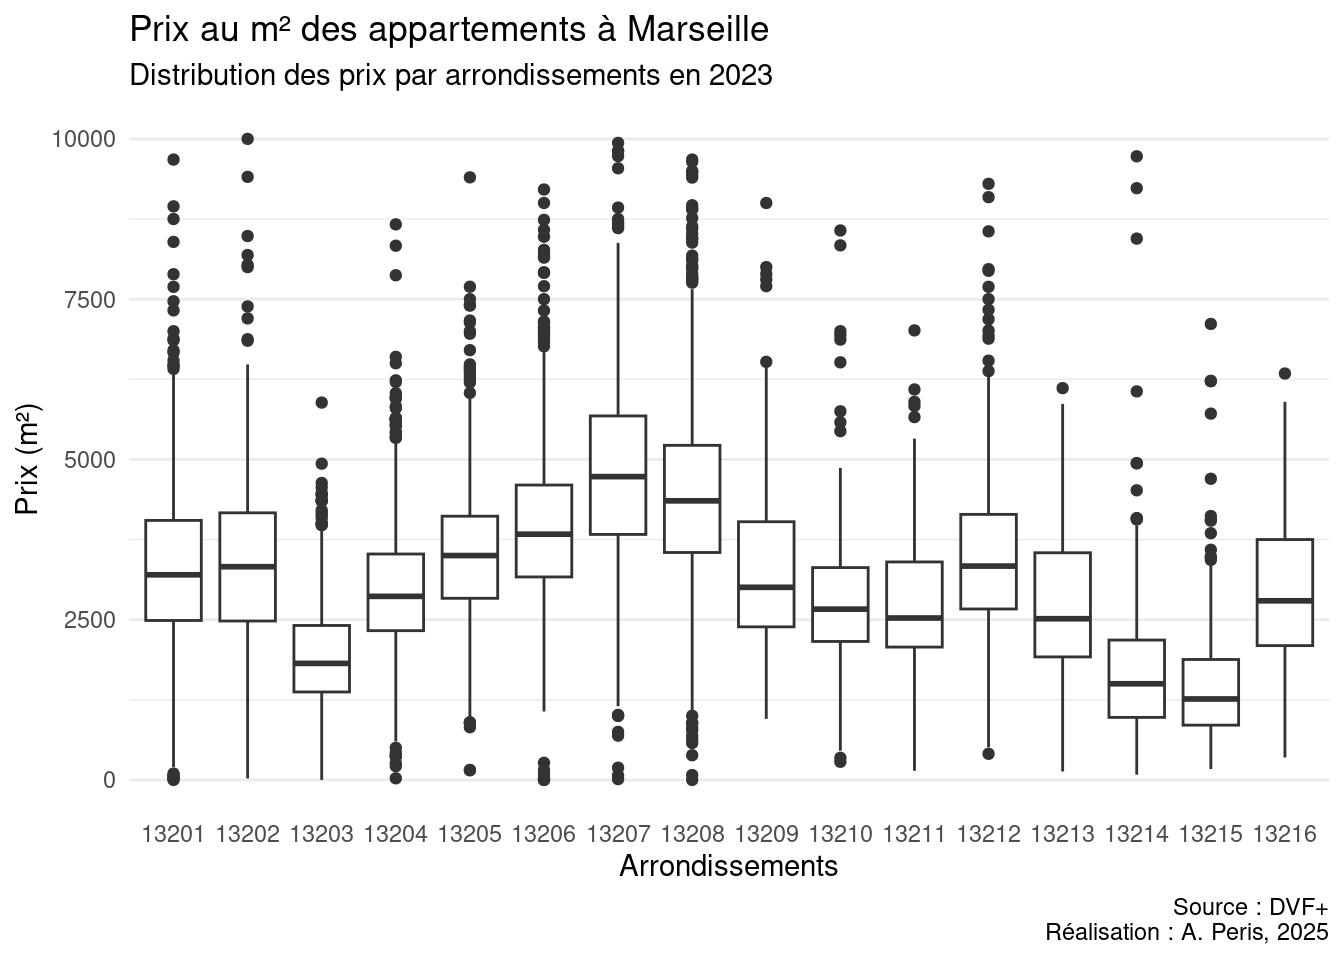 Prix au m² des appartements à Marseille
Distribution des prix par arrondissements en 2023
10000
7500
5000
2500
0
Prix (m²)
13201 13202 13203 13204 13205 13206 13207 13208 13209 13210 13211 13212 13213 13214 13215 13216
Arrondissements
Source : DVF+
Réalisation : A. Peris, 2025